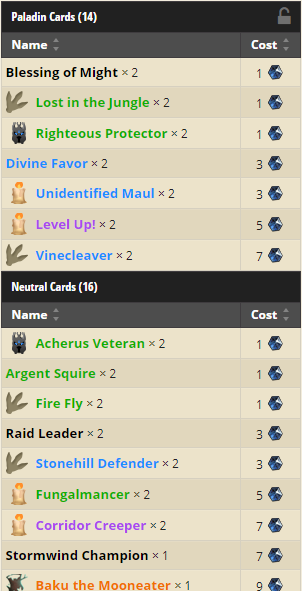 Paladin Cards (14)
Name Cost
Blessing of Might × 2 1
Lost in the Jungle × 2 1
Righteous Protector × 2 1
Divine Favor × 2 3
Unidentified Maul × 2 3
Level Up! × 2 5
Vinecleaver × 2 7
Neutral Cards (16)
Name Cost
Acherus Veteran × 2 1
Argent Squire × 2 1
Fire Fly × 2 1
Raid Leader × 2 3
Stonehill Defender × 2 3
Fungalmancer × 2 5
Corridor Creeper × 2 7
Stormwind Champion × 1 7
Baku the Mooneater × 1 9